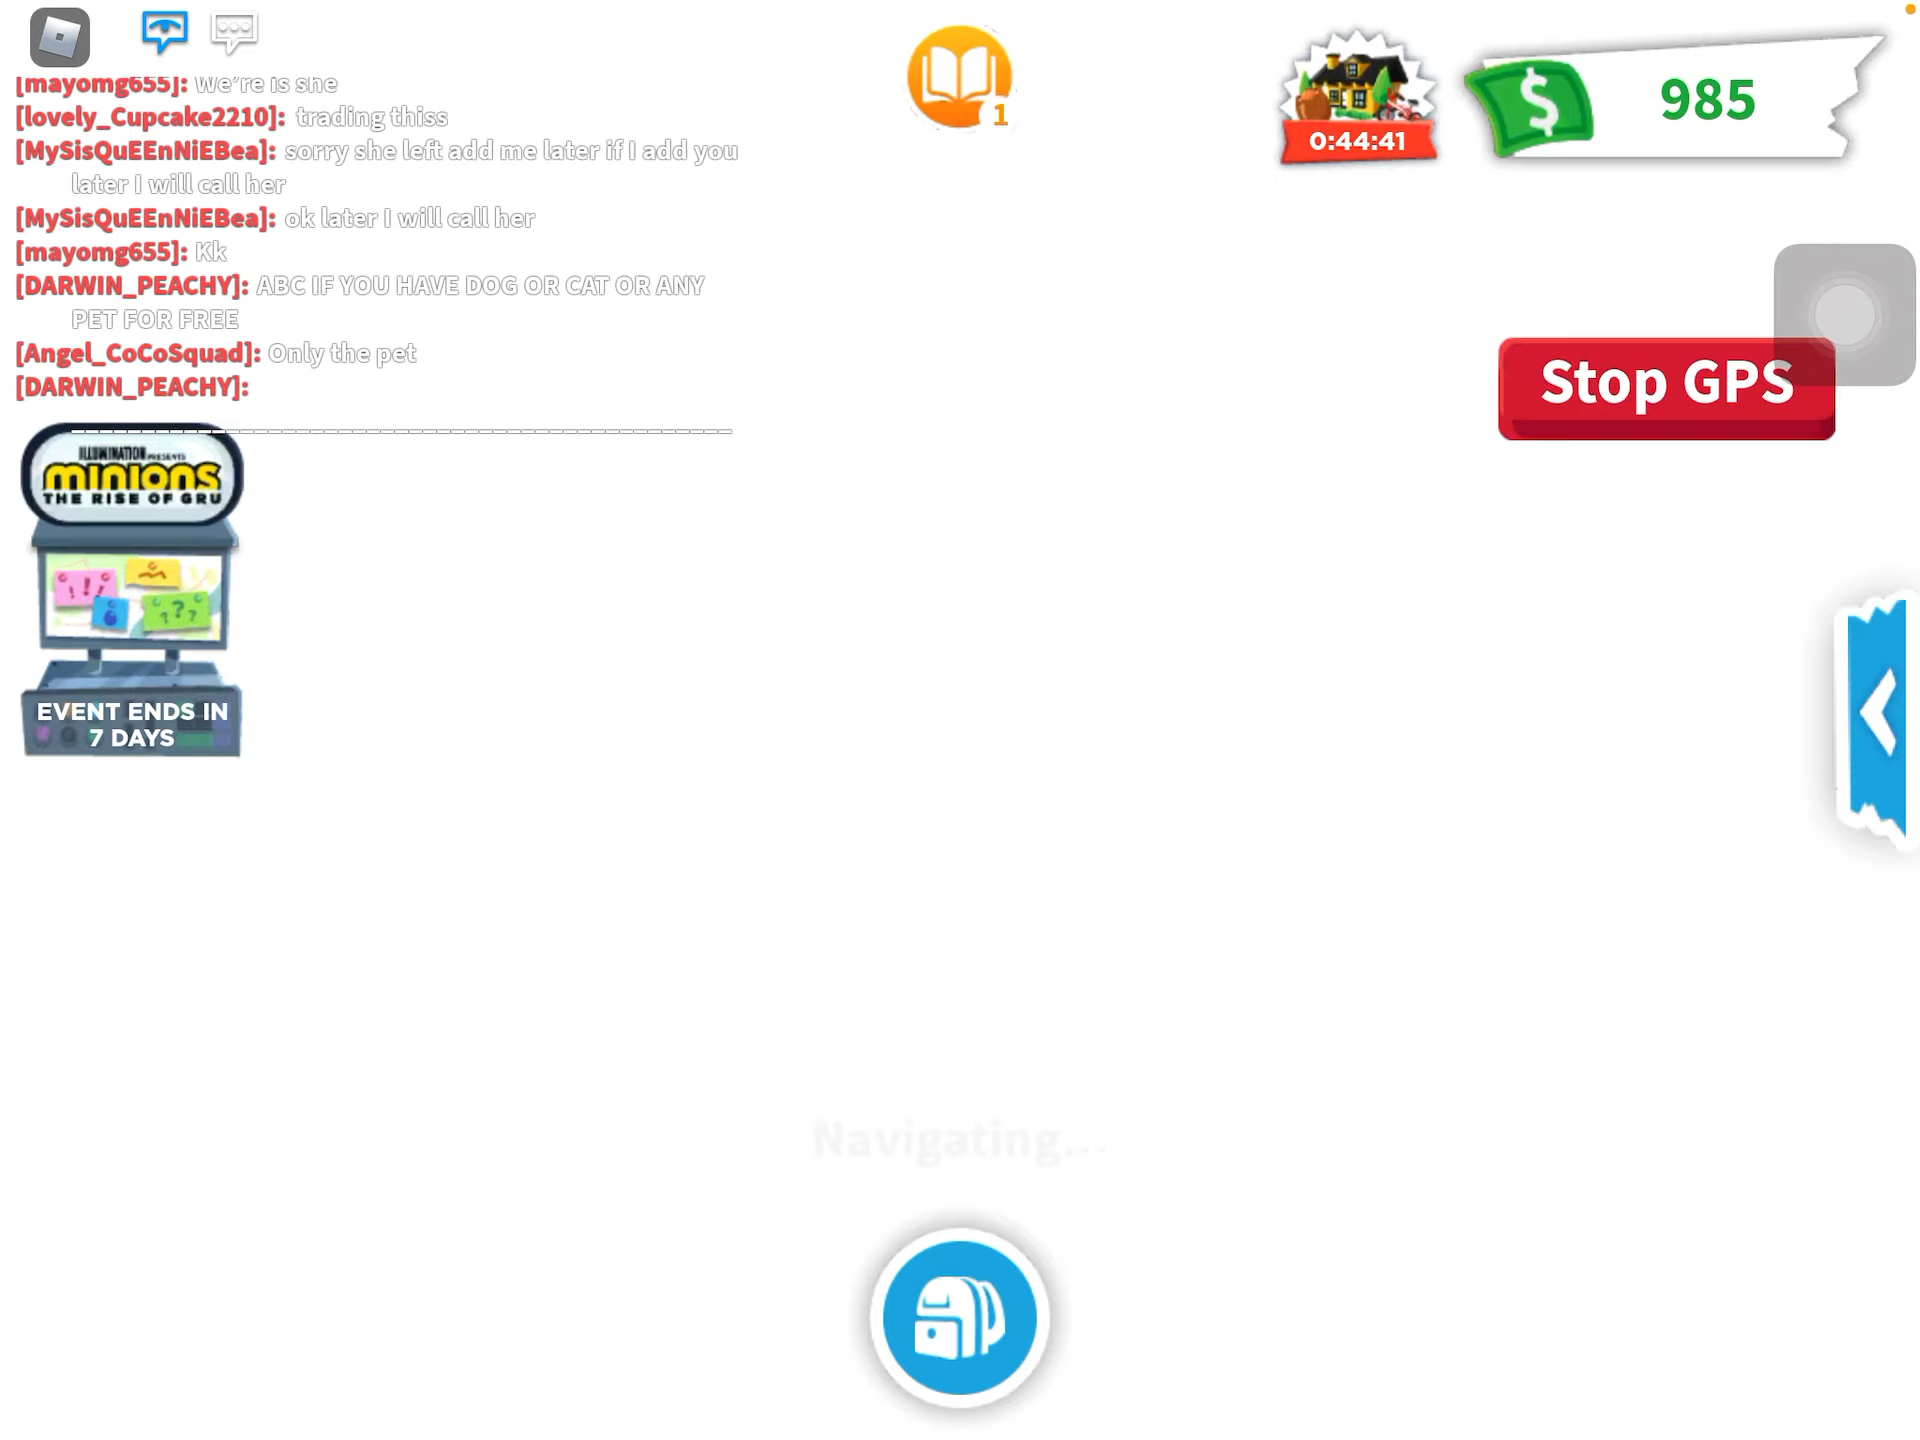 [mayomg655]: We're is she
[lovely_Cupcake2210]: trading thiss
[MySisQuEEnNiEBea]: sorry she left add me later if I add you
later I will call her
[MySisQuEEnNiEBea]: ok later I will call her
[mayomg655]: Kk
[DARWIN_PEACHY]: ABC IF YOU HAVE DOG OR CAT OR ANY
PET FOR FREE
[Angel_CoCoSquad]: Only the pet
[DARWIN_PEACHY]:
1
0:44:41
$ 985
Stop GPS
ILLUMINATION PRESENTS
minions
THE RISE OF GRU
! ! !
? ? ?
EVENT ENDS IN
7 DAYS
Navigating...